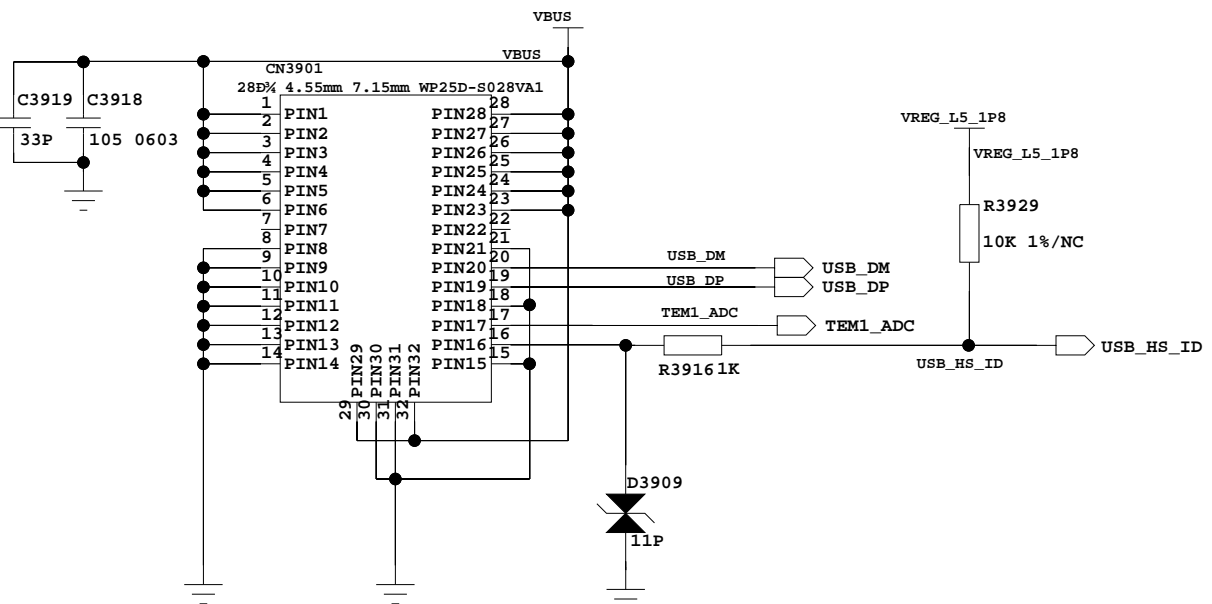 VBUS
VBUS
CN3901
28Ð¾ 4.55mm 7.15mm WP25D-S028VA1
C3919
C3918
33P
105 0603
1
PIN1
PIN28
28
2
PIN2
PIN27
27
3
PIN3
PIN26
26
4
PIN4
PIN25
25
5
PIN5
PIN24
24
6
PIN6
PIN23
23
7
PIN7
PIN22
22
8
PIN8
PIN21
21
9
PIN9
PIN20
20
10
PIN10
PIN19
19
11
PIN11
PIN18
18
12
PIN12
PIN17
17
13
PIN13
PIN16
16
14
PIN14
PIN15
15
PIN29
PIN30
PIN31
PIN32
29
30
31
32
USB_DM
USB_DM
USB_DP
USB_DP
TEM1_ADC
TEM1_ADC
VREG_L5_1P8
VREG_L5_1P8
R3929
10K 1%/NC
R3916
1K
USB_HS_ID
USB_HS_ID
D3909
11P